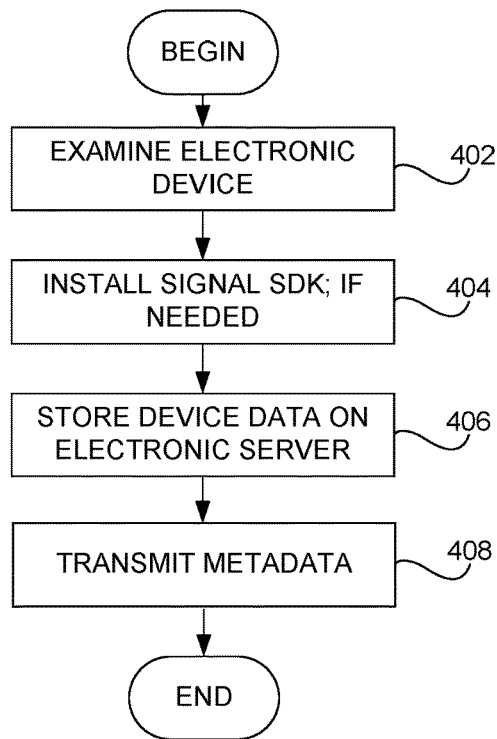 BEGIN
EXAMINE ELECTRONIC
DEVICE
402
INSTALL SIGNAL SDK; IF
NEEDED
404
STORE DEVICE DATA ON
ELECTRONIC SERVER
406
TRANSMIT METADATA
408
END